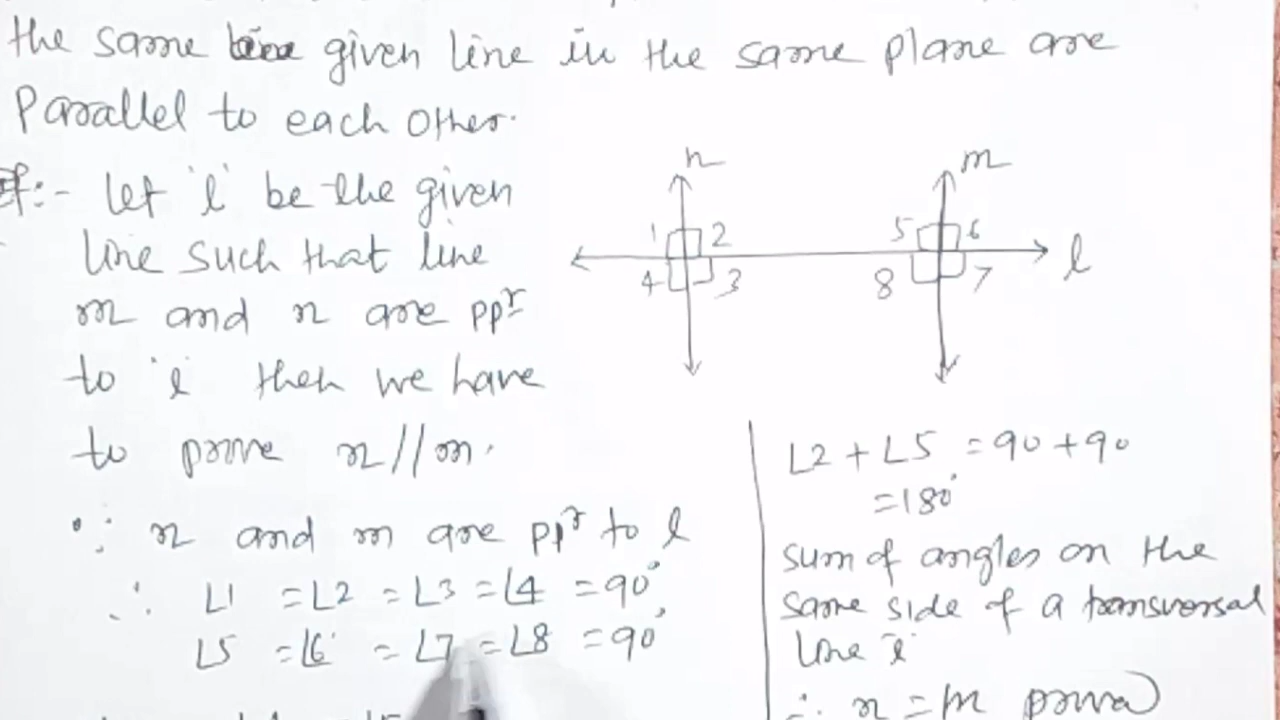 the same given line in the same plane are
Parallel to each other.
let 'l' be the given
line such that line
m and n are ppr
to 'l' then we have
to prove n//m.
∵ n and m are ppr to l
∴ ∠1 = ∠2 = ∠3 = ∠4 = 90°
∠5 = ∠6 = ∠7 = ∠8 = 90°
n
m
1 2
4 3
5 6
8 7
l
∠2 + ∠5 = 90 + 90
= 180°
sum of angles on the
same side of a transversal
line l
∴ n = m